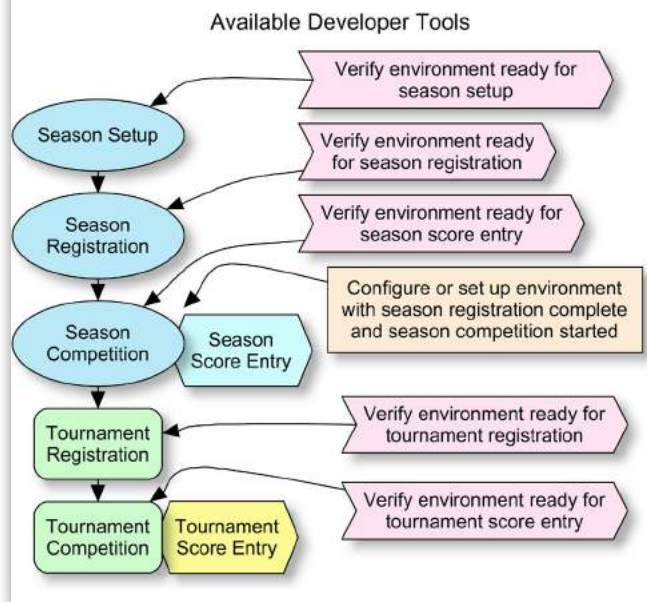 Available Developer Tools
Verify environment ready for
season setup
Season Setup
Verify environment ready
for season registration
Season
Registration
Verify environment ready for
season score entry
Configure or set up environment
with season registration complete
and season competition started
Season
Competition
Season
Score Entry
Verify environment ready for
tournament registration
Tournament
Registration
Verify environment ready for
tournament score entry
Tournament
Competition
Tournament
Score Entry